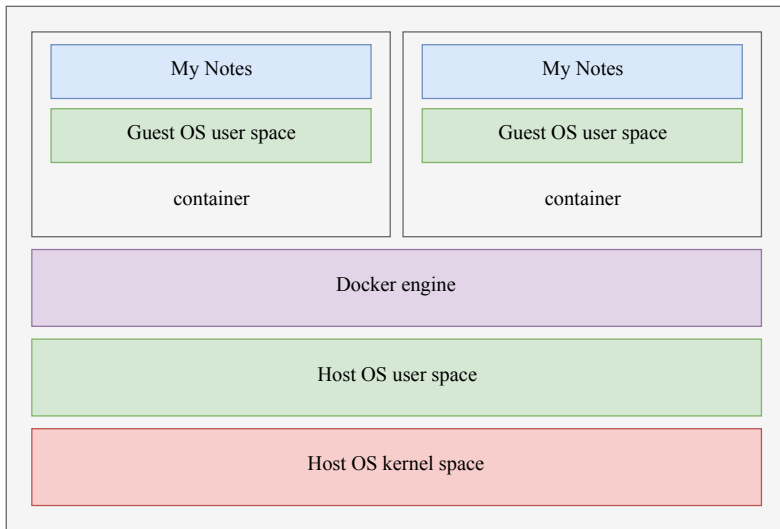 My Notes
My Notes
Guest OS user space
Guest OS user space
container
container
Docker engine
Host OS user space
Host OS kernel space